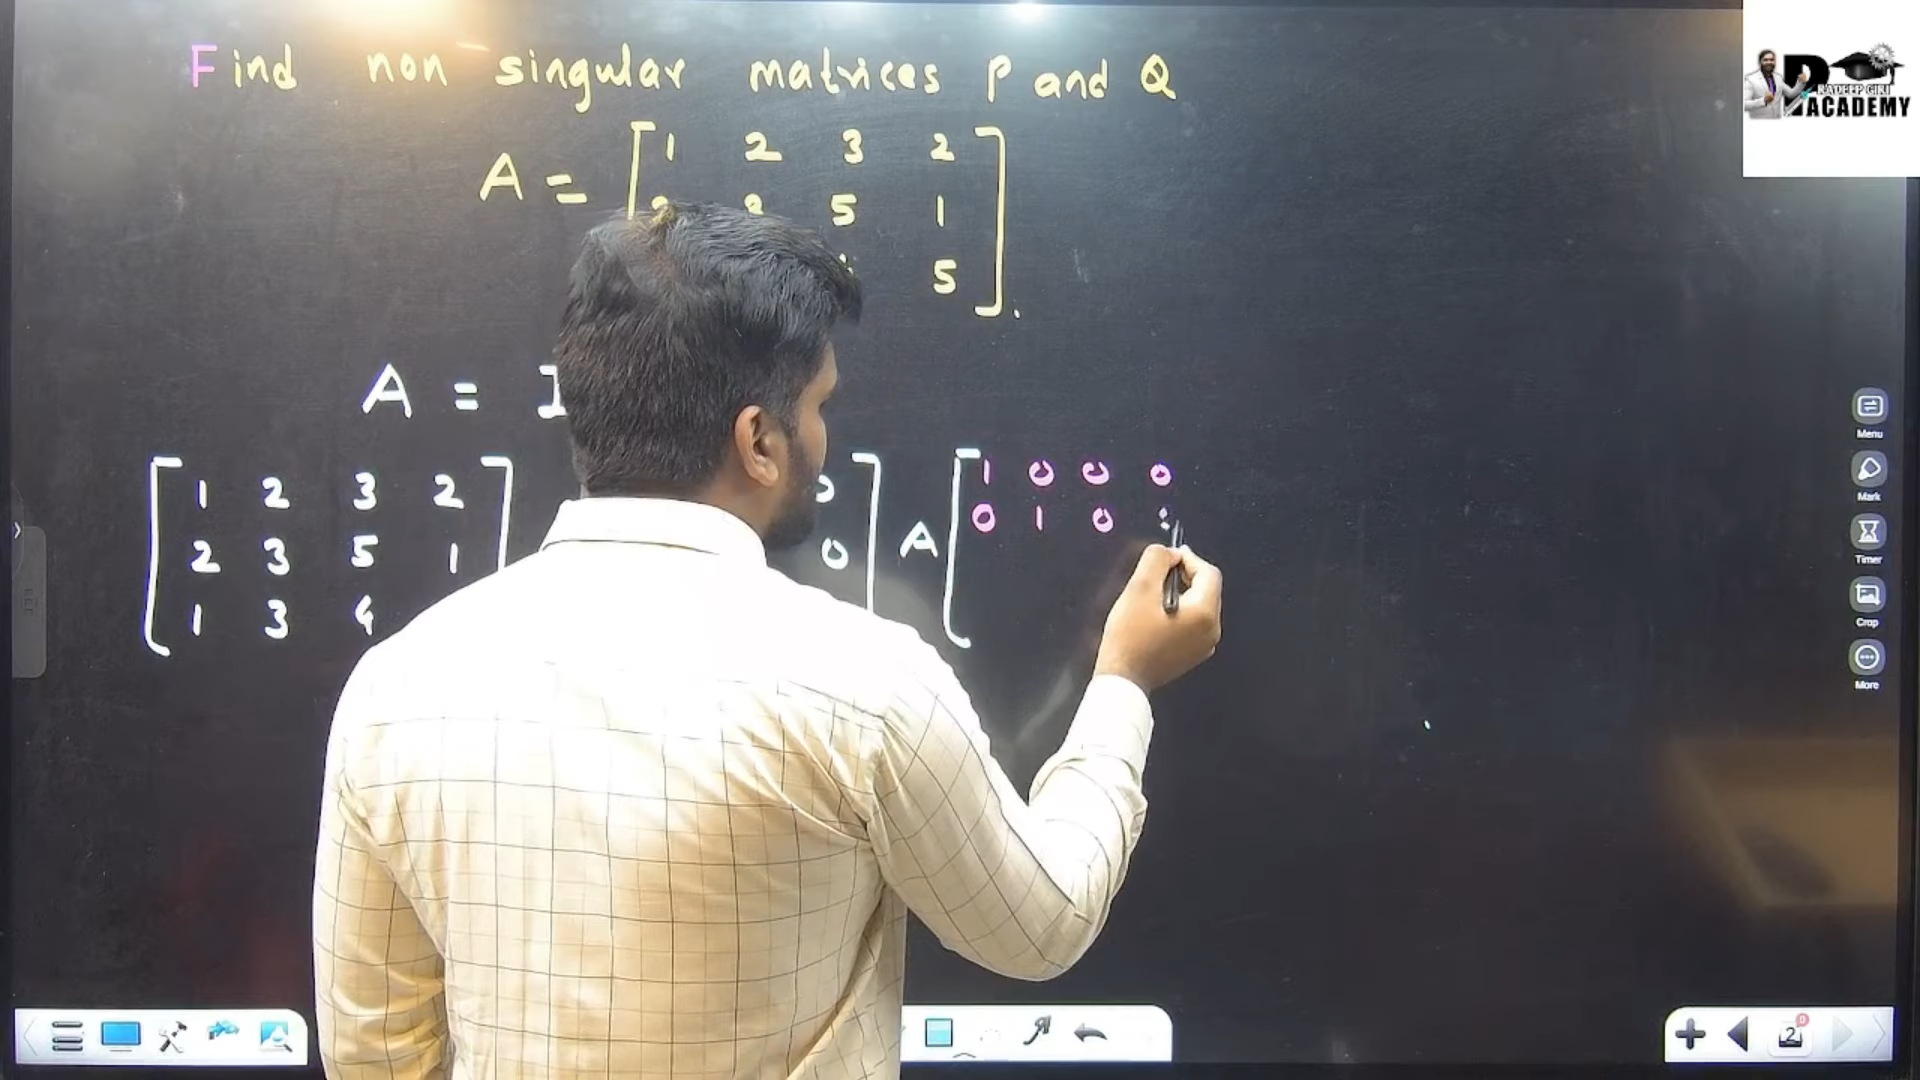 Find non singular matrices P and Q
A = [ 1 2 3 2
5 1
5 ].
A = I
[ 1 2 3 2 ] 0 ] A [ 1 0 0 0
2 3 5 1 0 0 1 0
1 3 4
RADEEP GIRI
ACADEMY
Menu
Mark
Timer
Crop
More
2